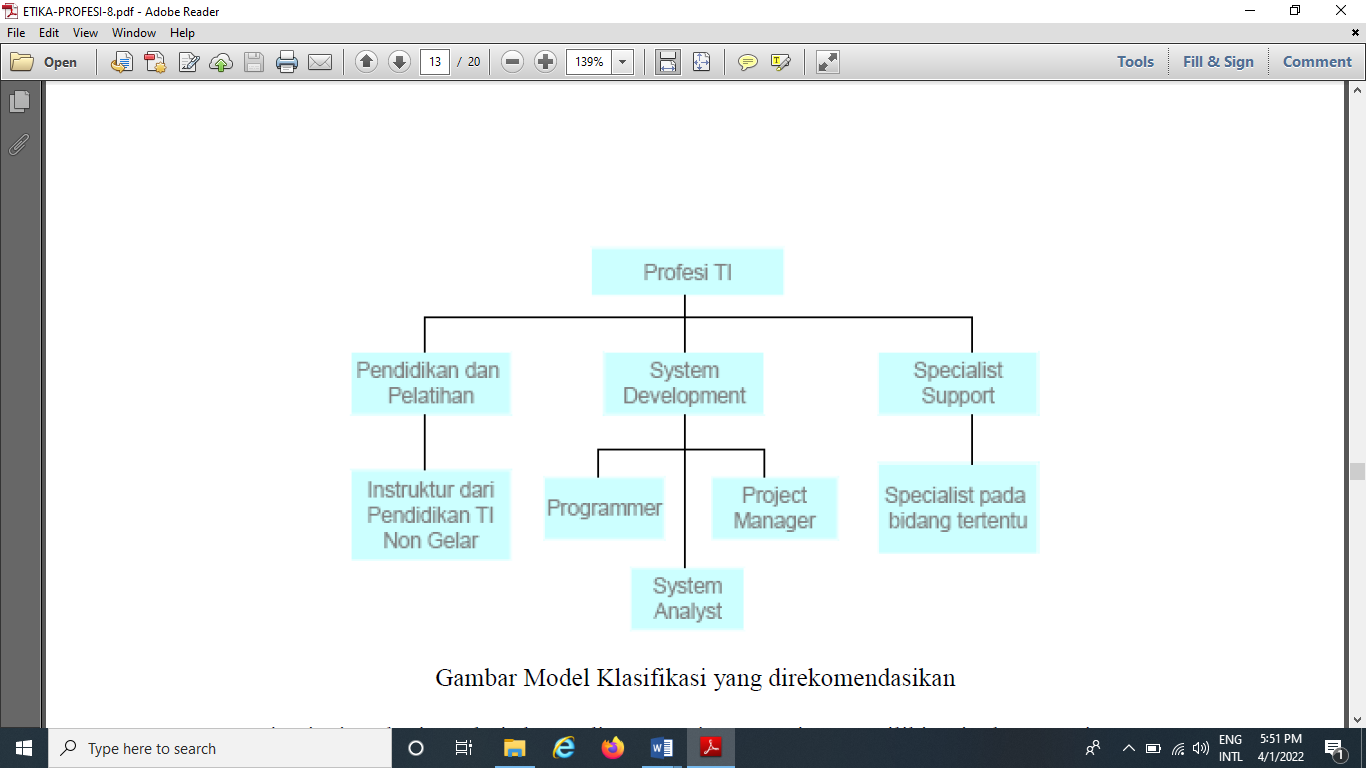 ETIKA-PROFESI-8.pdf - Adobe Reader
File Edit View Window Help
Open 13 / 20 139% Tools Fill & Sign Comment
Profesi TI
Pendidikan dan
Pelatihan
System
Development
Specialist
Support
Instruktur dari
Pendidikan TI
Non Gelar
Programmer
Project
Manager
Specialist pada
bidang tertentu
System
Analyst
Gambar Model Klasifikasi yang direkomendasikan
Type here to search
ENG
INTL
5:51 PM
4/1/2022
1